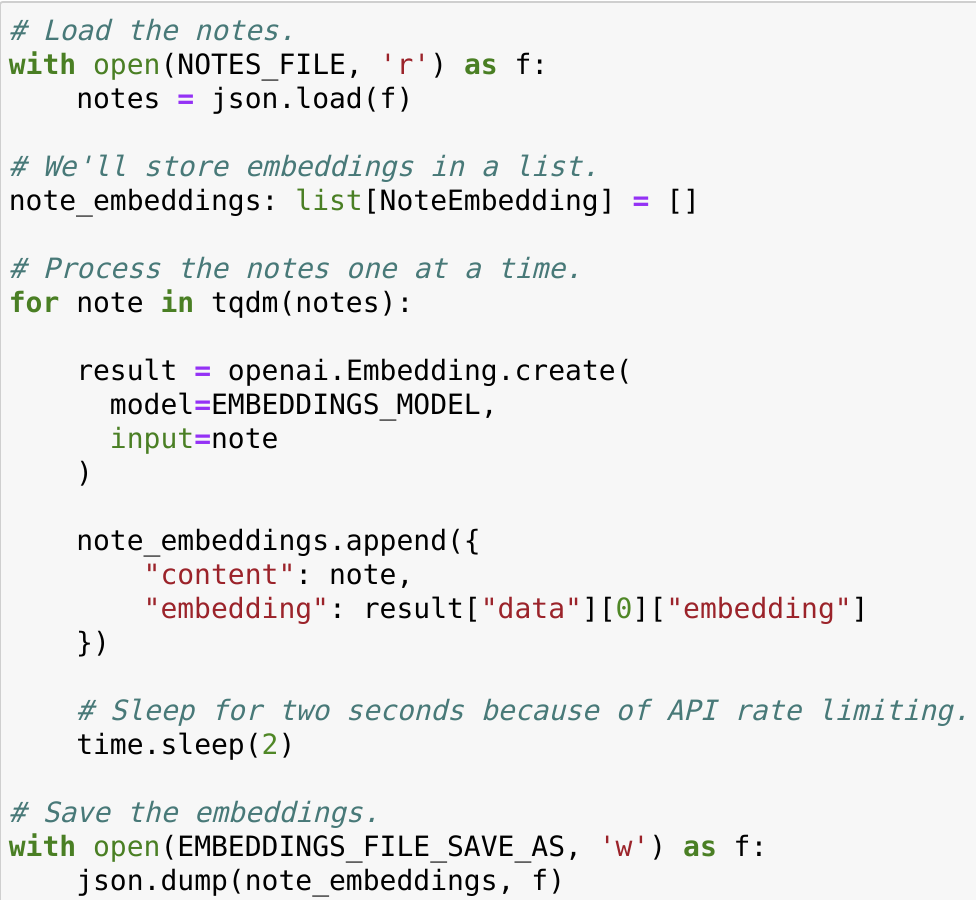 # Load the notes.
with open(NOTES_FILE, 'r') as f:
    notes = json.load(f)

# We'll store embeddings in a list.
note_embeddings: list[NoteEmbedding] = []

# Process the notes one at a time.
for note in tqdm(notes):

    result = openai.Embedding.create(
      model=EMBEDDINGS_MODEL,
      input=note
    )

    note_embeddings.append({
        "content": note,
        "embedding": result["data"][0]["embedding"]
    })

    # Sleep for two seconds because of API rate limiting.
    time.sleep(2)

# Save the embeddings.
with open(EMBEDDINGS_FILE_SAVE_AS, 'w') as f:
    json.dump(note_embeddings, f)